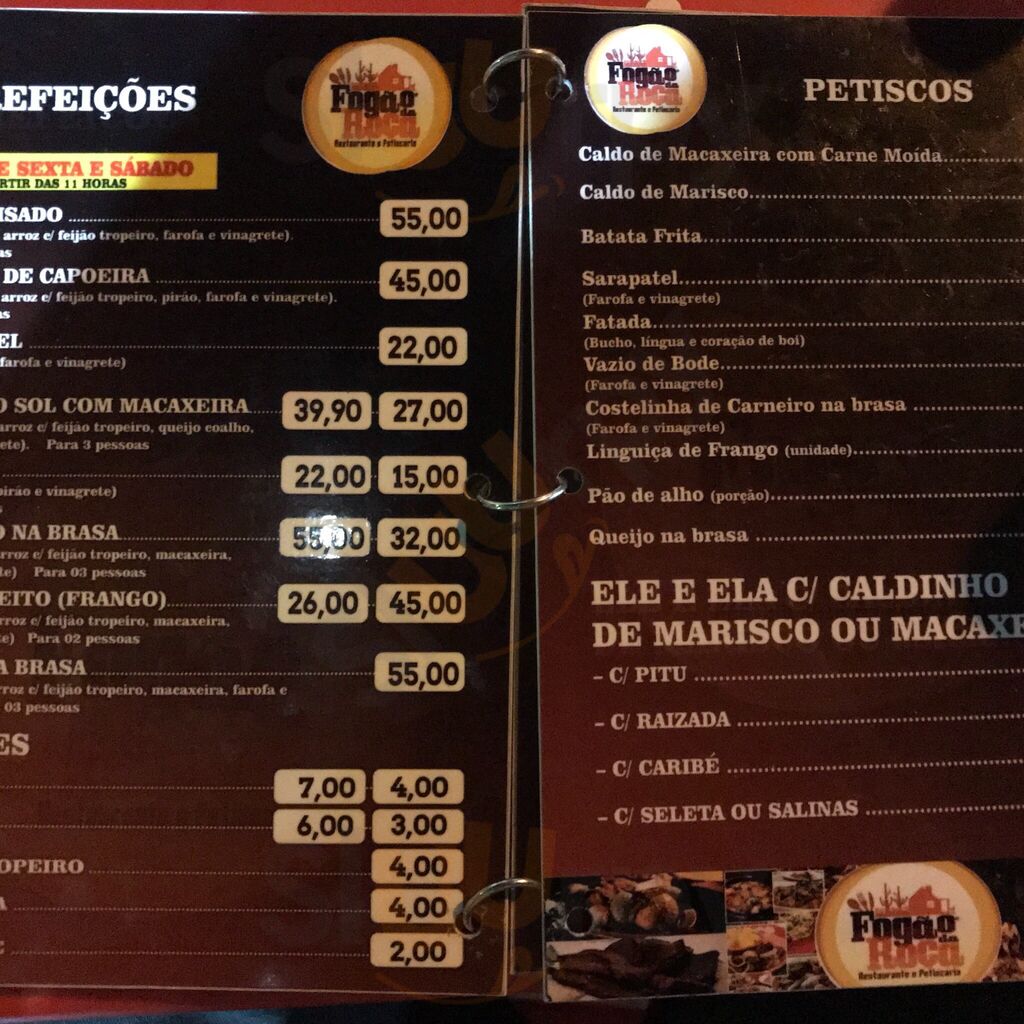 EFEIÇÕES
Fogão
da
Roça
Restaurante e Petiscaria
E SEXTA E SÁBADO
RTIR DAS 11 HORAS
ISADO 55,00
arroz c/ feijão tropeiro, farofa e vinagrete).
as
DE CAPOEIRA 45,00
arroz c/ feijão tropeiro, pirão, farofa e vinagrete).
s
EL 22,00
farofa e vinagrete)
O SOL COM MACAXEIRA 39,90 27,00
arroz c/ feijão tropeiro, queijo coalho,
ete). Para 3 pessoas
22,00 15,00
pirão e vinagrete)
O NA BRASA 55,00 32,00
rroz c/ feijão tropeiro, macaxeira,
te) Para 03 pessoas
EITO (FRANGO) 26,00 45,00
rroz c/ feijão tropeiro, macaxeira,
te) Para 02 pessoas
A BRASA 55,00
roz c/ feijão tropeiro, macaxeira, farofa e
03 pessoas
ES
7,00 4,00
6,00 3,00
OPEIRO 4,00
A 4,00
E 2,00
Fogão
da
Roça
Restaurante e Petiscaria
PETISCOS
Caldo de Macaxeira com Carne Moída
Caldo de Marisco
Batata Frita
Sarapatel
(Farofa e vinagrete)
Fatada
(Bucho, língua e coração de boi)
Vazio de Bode
(Farofa e vinagrete)
Costelinha de Carneiro na brasa
(Farofa e vinagrete)
Linguiça de Frango (unidade)
Pão de alho (porção)
Queijo na brasa
ELE E ELA C/ CALDINHO
DE MARISCO OU MACAXE
– C/ PITU
– C/ RAIZADA
– C/ CARIBÉ
– C/ SELETA OU SALINAS
Fogão
da
Roça
Restaurante e Petiscaria